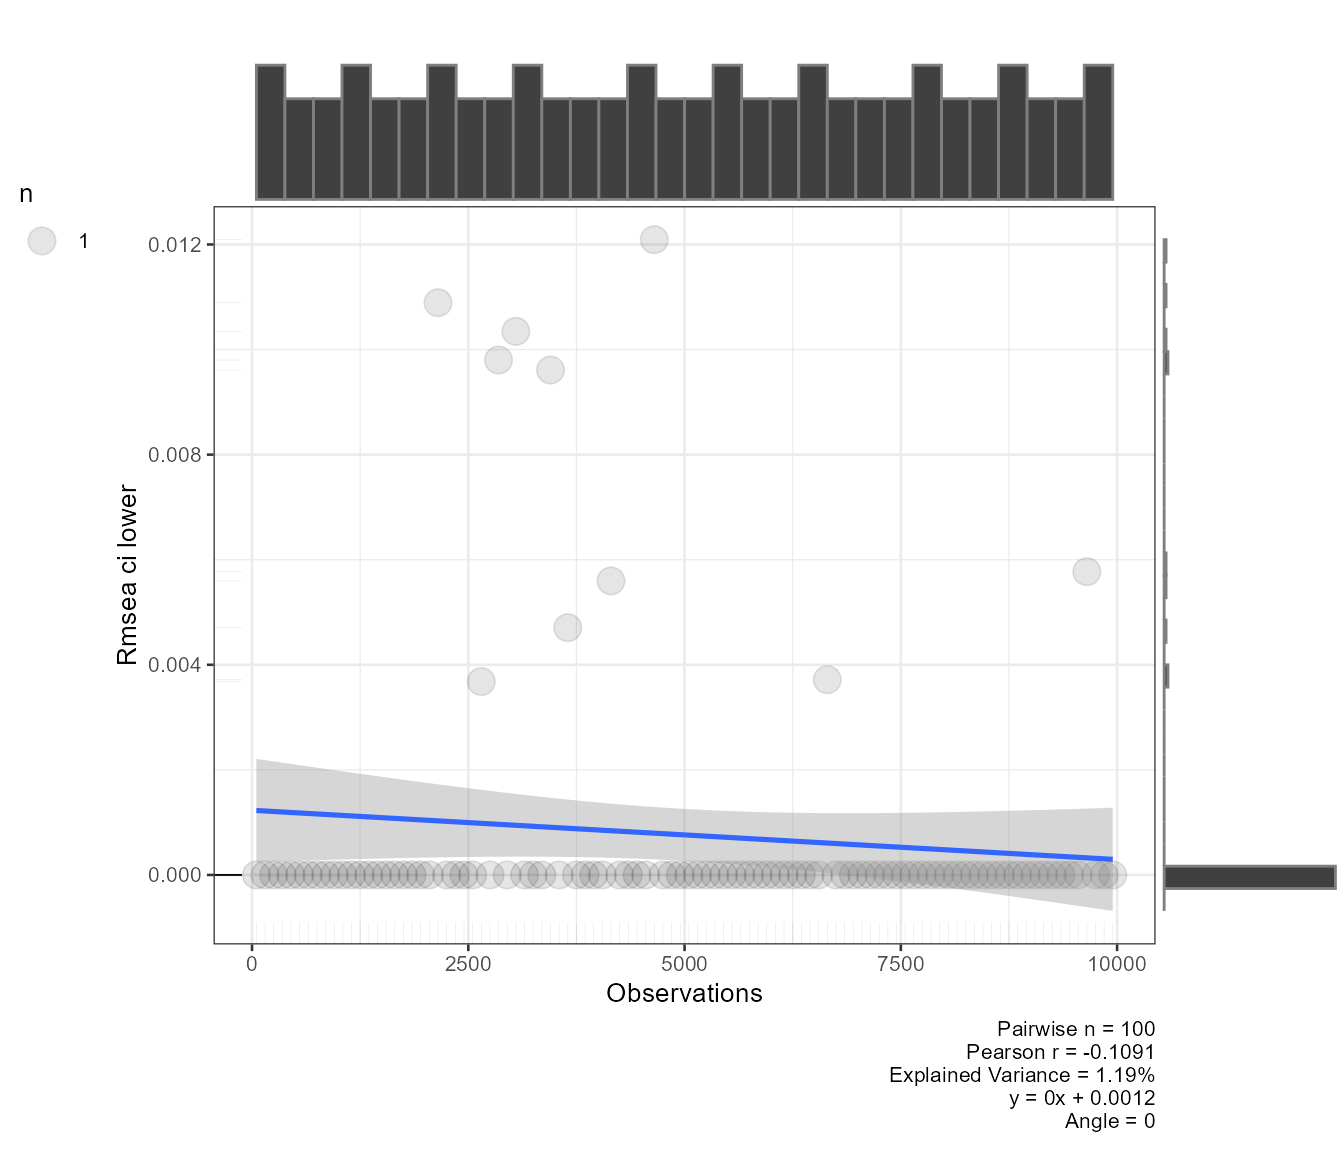 n
1
0.012
0.008
0.004
0.000
Rmsea ci lower
0 2500 5000 7500 10000
Observations
Pairwise n = 100
Pearson r = -0.1091
Explained Variance = 1.19%
y = 0x + 0.0012
Angle = 0